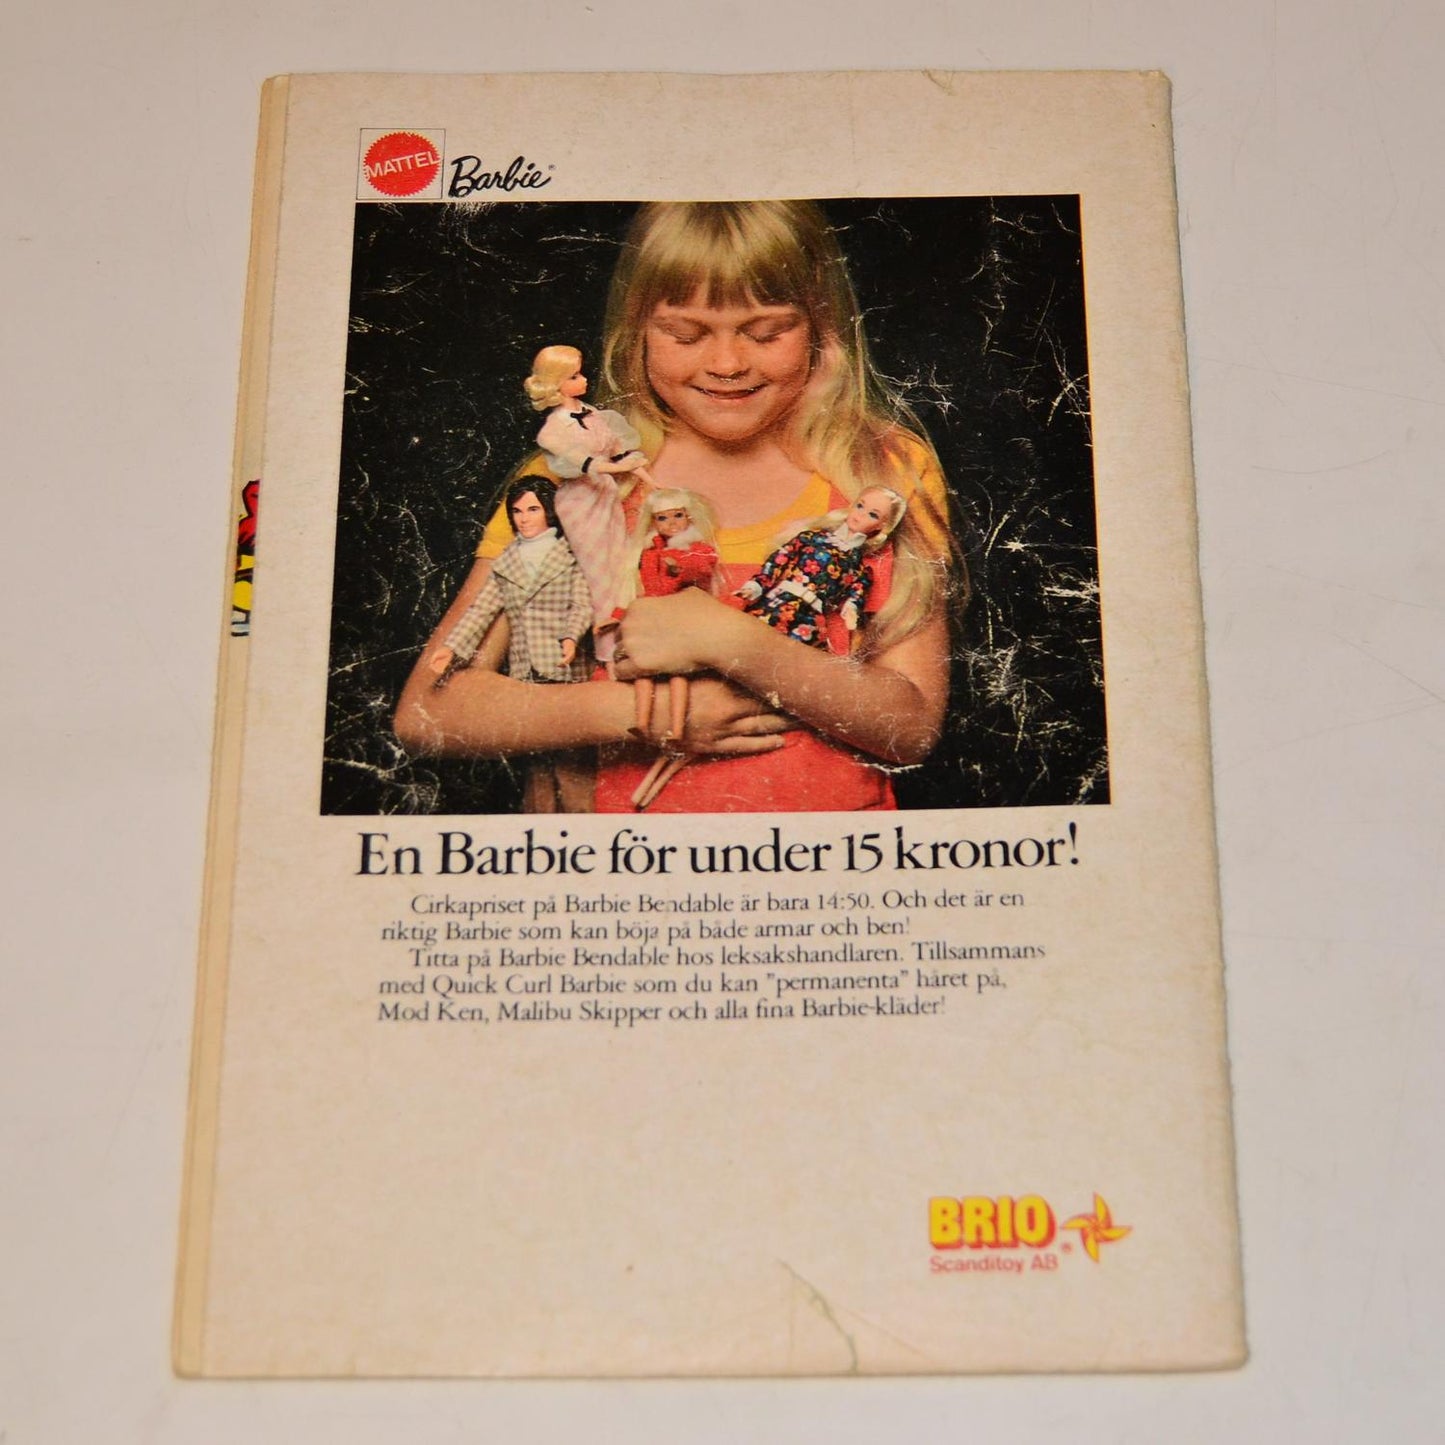 MATTEL Barbie®
En Barbie för under 15 kronor!
Cirkapriset på Barbie Bendable är bara 14:50. Och det är en
riktig Barbie som kan böja på både armar och ben!
Titta på Barbie Bendable hos leksakshandlaren. Tillsammans
med Quick Curl Barbie som du kan "permanenta" håret på,
Mod Ken, Malibu Skipper och alla fina Barbie-kläder!
BRIO®
Scanditoy AB